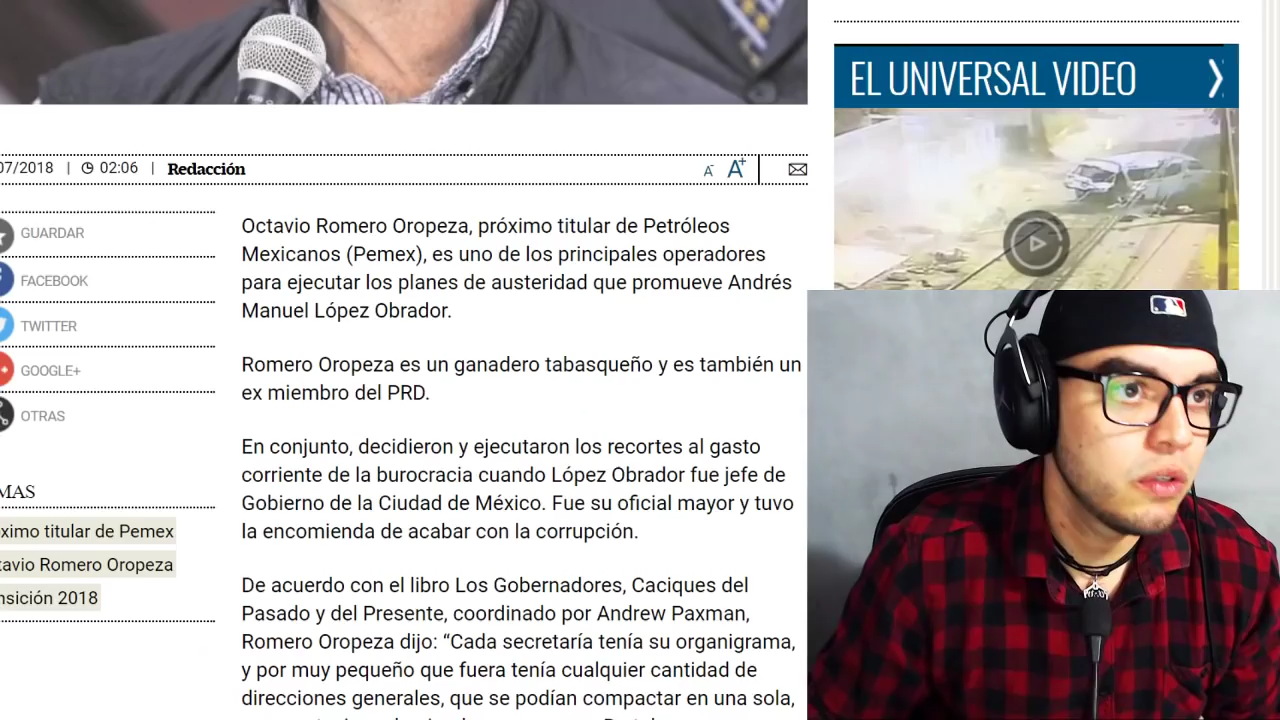 EL UNIVERSAL VIDEO
07/2018 | 02:06 | Redacción
A- A+
GUARDAR
FACEBOOK
TWITTER
GOOGLE+
OTRAS
MAS
ximo titular de Pemex
tavio Romero Oropeza
nsición 2018
Octavio Romero Oropeza, próximo titular de Petróleos
Mexicanos (Pemex), es uno de los principales operadores
para ejecutar los planes de austeridad que promueve Andrés
Manuel López Obrador.
Romero Oropeza es un ganadero tabasqueño y es también un
ex miembro del PRD.
En conjunto, decidieron y ejecutaron los recortes al gasto
corriente de la burocracia cuando López Obrador fue jefe de
Gobierno de la Ciudad de México. Fue su oficial mayor y tuvo
la encomienda de acabar con la corrupción.
De acuerdo con el libro Los Gobernadores, Caciques del
Pasado y del Presente, coordinado por Andrew Paxman,
Romero Oropeza dijo: “Cada secretaría tenía su organigrama,
y por muy pequeño que fuera tenía cualquier cantidad de
direcciones generales, que se podían compactar en una sola,